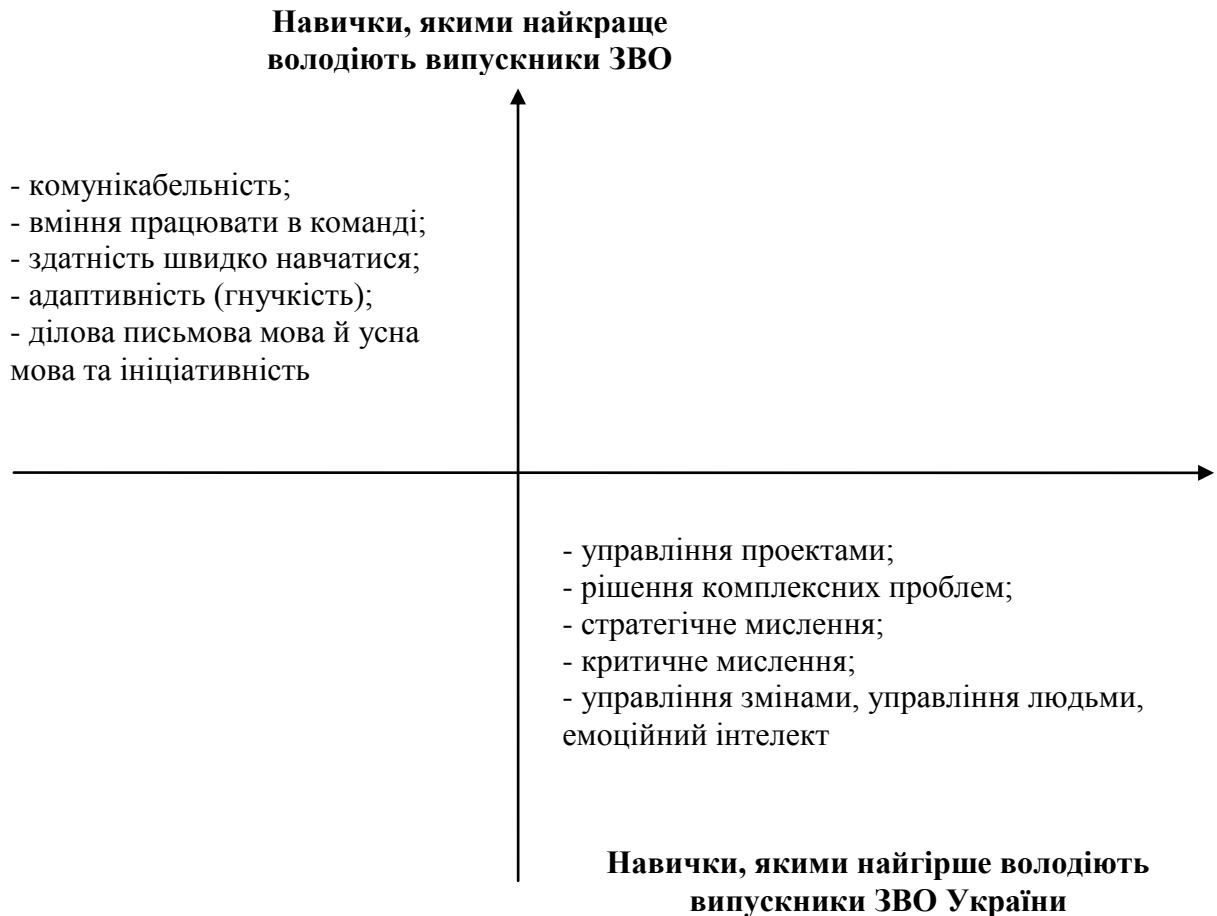 Навички, якими найкраще
володіють випускники ЗВО
- комунікабельність;
- вміння працювати в команді;
- здатність швидко навчатися;
- адаптивність (гнучкість);
- ділова письмова мова й усна
мова та ініціативність
- управління проектами;
- рішення комплексних проблем;
- стратегічне мислення;
- критичне мислення;
- управління змінами, управління людьми,
емоційний інтелект
Навички, якими найгірше володіють
випускники ЗВО України